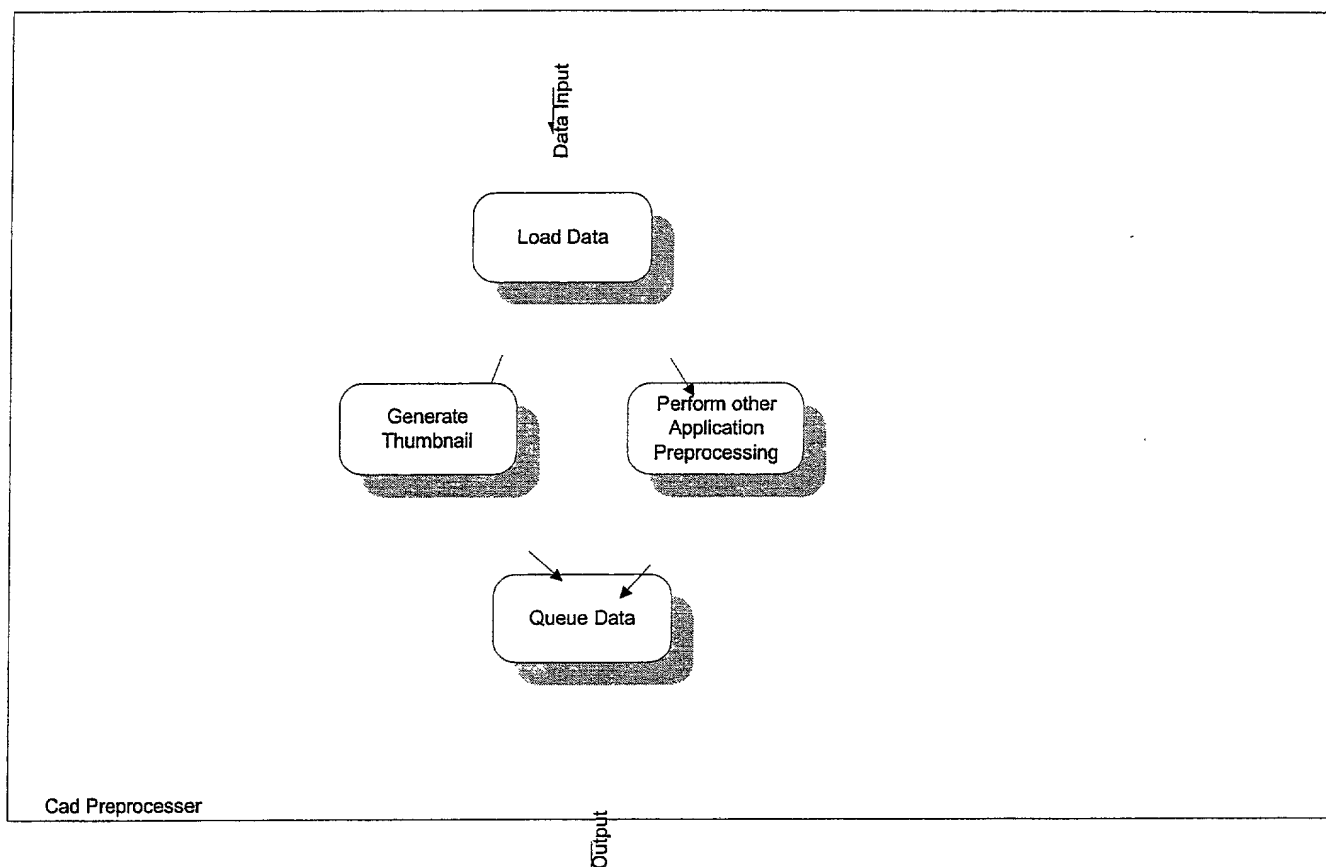 Data Input
Load Data
Generate
Thumbnail
Perform other
Application
Preprocessing
Queue Data
Cad Preprocesser
Output